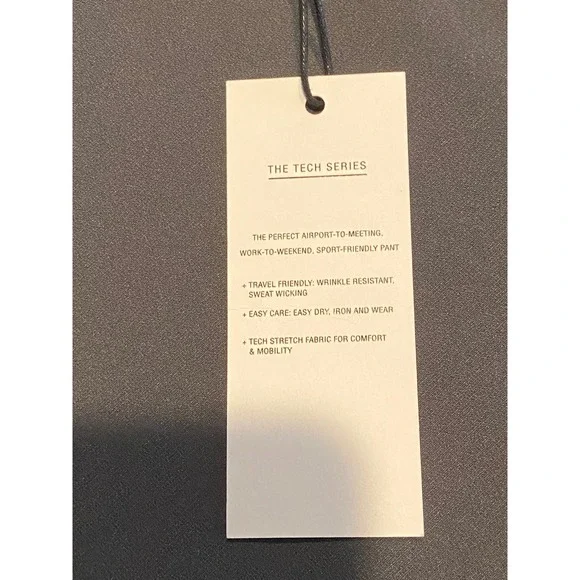 THE TECH SERIES
THE PERFECT AIRPORT-TO-MEETING,
WORK-TO-WEEKEND, SPORT-FRIENDLY PANT
+ TRAVEL FRIENDLY: WRINKLE RESISTANT,
SWEAT WICKING
+ EASY CARE: EASY DRY, IRON AND WEAR
+ TECH STRETCH FABRIC FOR COMFORT
& MOBILITY